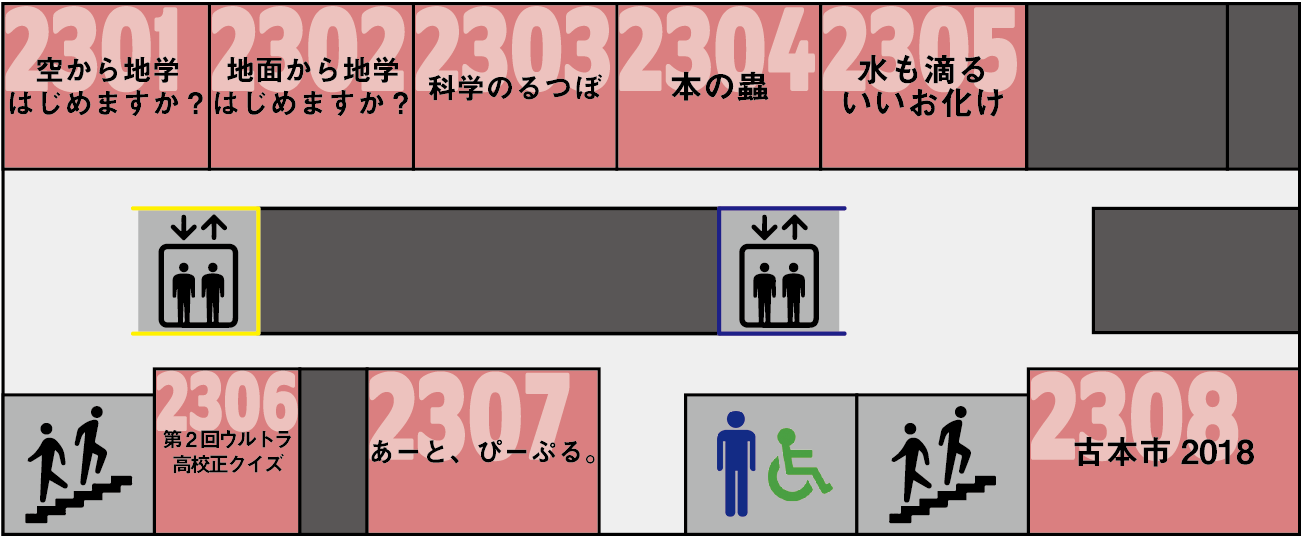 2301
空から地学
はじめますか？
2302
地面から地学
はじめますか？
2303
科学のるつぼ
2304
本の蟲
2305
水も滴る
いいお化け
2306
第２回ウルトラ
高校正クイズ
2307
あーと、ぴーぷる。
2308
古本市 2018